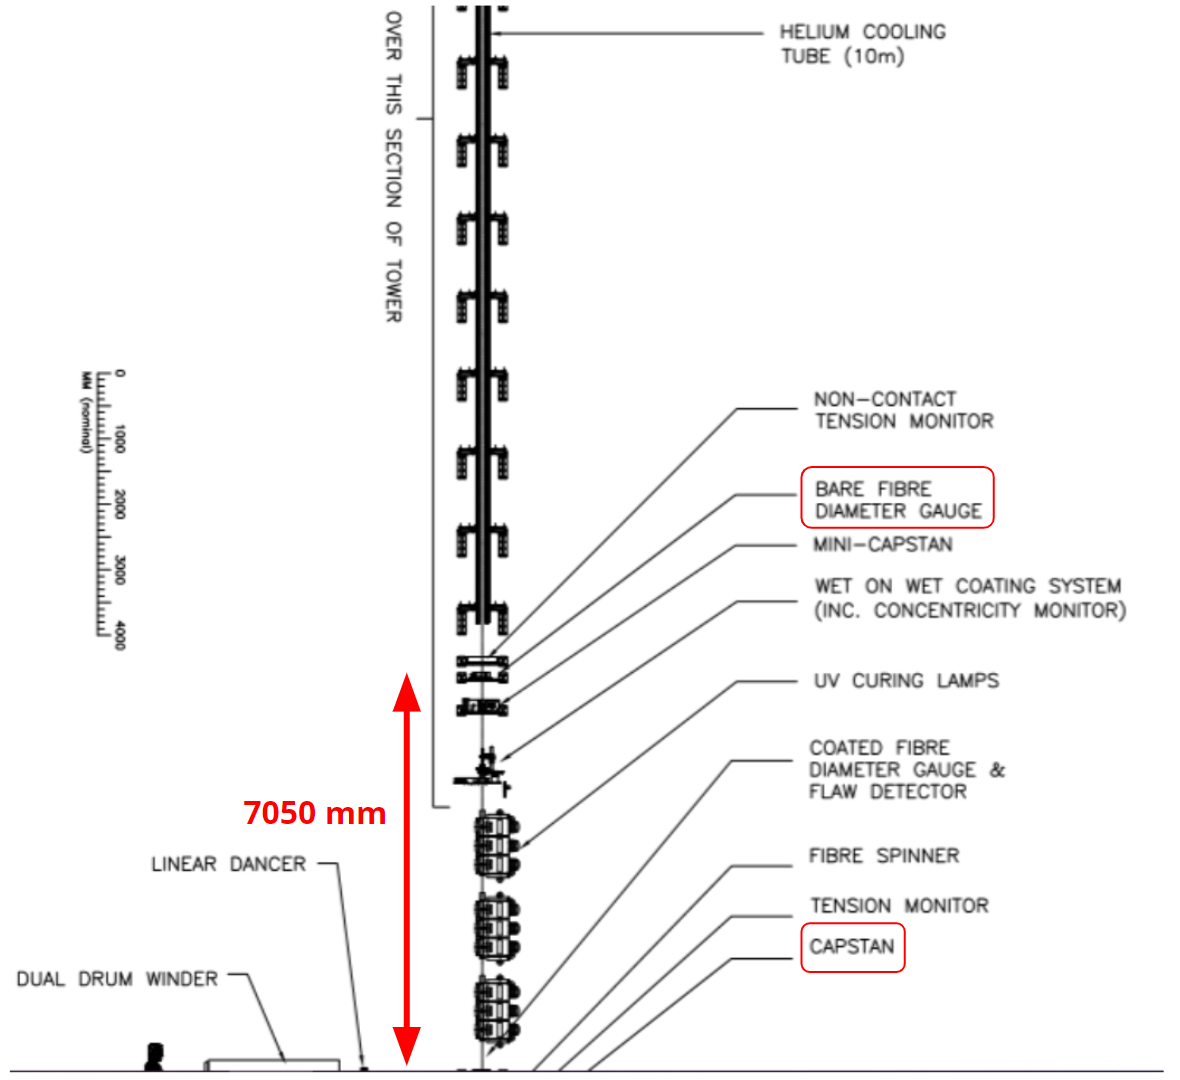 OVER THIS SECTION OF TOWER
HELIUM COOLING
TUBE (10m)
0
1000
2000
3000
4000
MM (nominal)
NON-CONTACT
TENSION MONITOR
BARE FIBRE
DIAMETER GAUGE
MINI-CAPSTAN
WET ON WET COATING SYSTEM
(INC. CONCENTRICITY MONITOR)
UV CURING LAMPS
COATED FIBRE
DIAMETER GAUGE &
FLAW DETECTOR
7050 mm
LINEAR DANCER
FIBRE SPINNER
TENSION MONITOR
CAPSTAN
DUAL DRUM WINDER